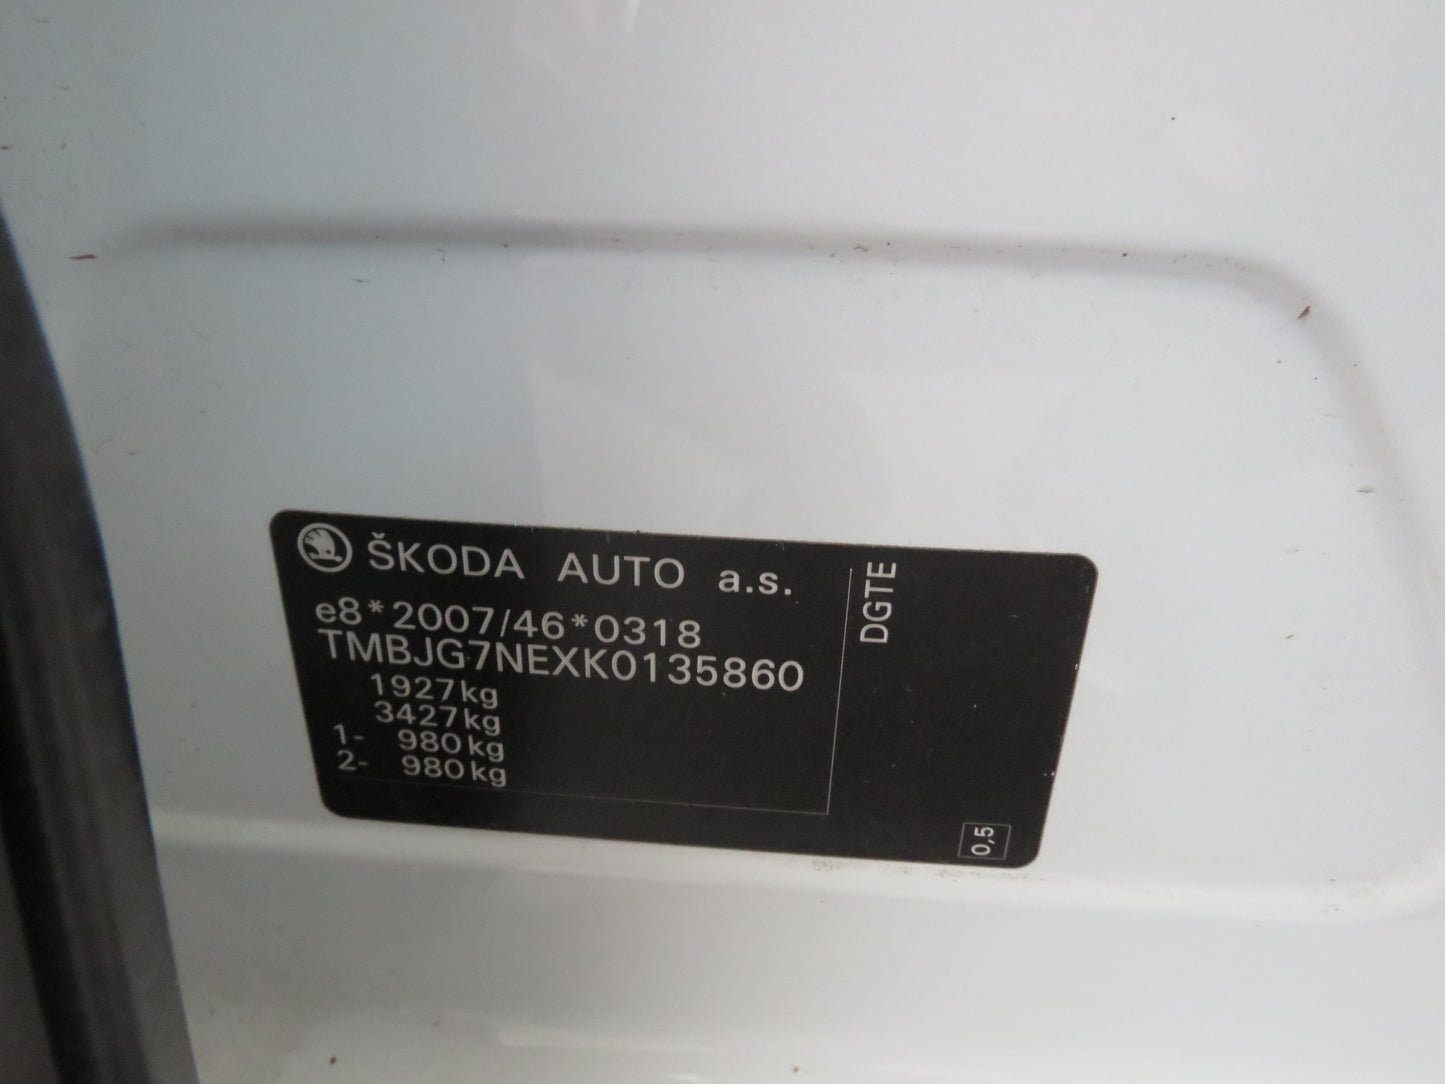 ŠKODA AUTO a.s.
e8*2007/46*0318
TMBJG7NEXK0135860
1927kg
3427kg
1- 980kg
2- 980kg
DGTE
0,5